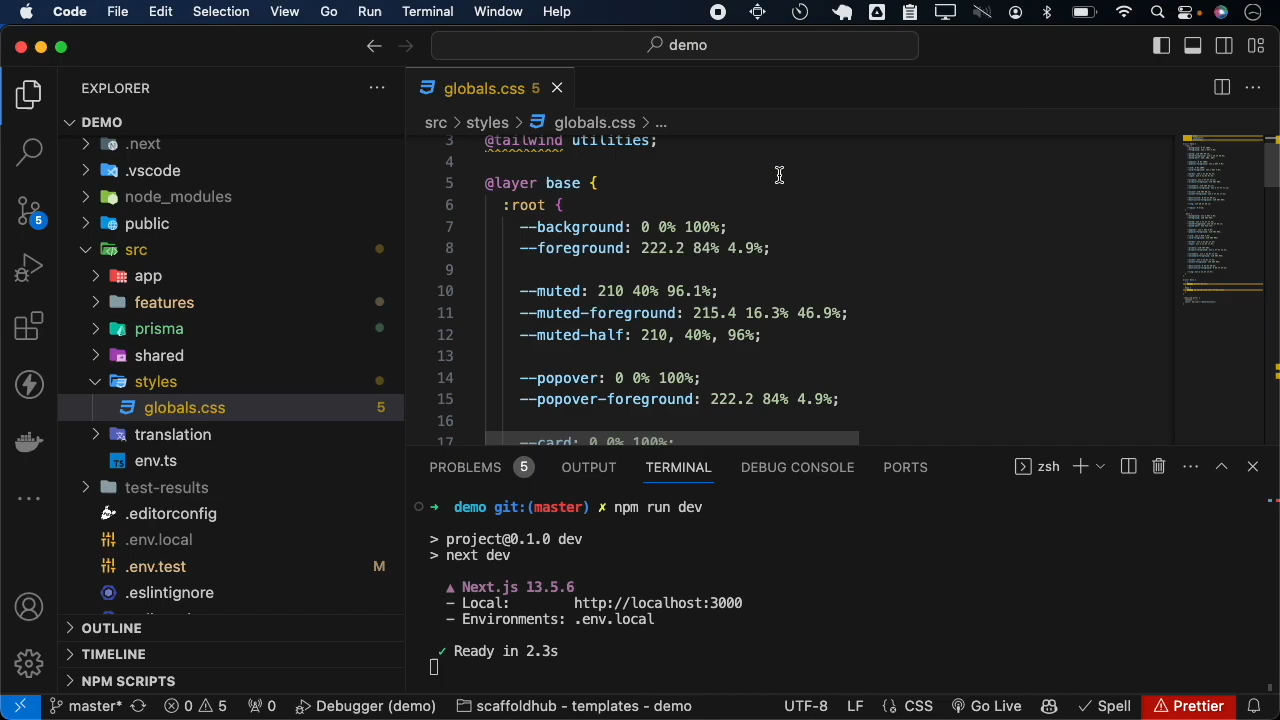 Code File Edit Selection View Go Run Terminal Window Help
demo
EXPLORER
DEMO
.next
.vscode
node_modules
public
src
app
features
prisma
shared
styles
globals.css 5
translation
env.ts
test-results
.editorconfig
.env.local
.env.test M
.eslintignore
OUTLINE
TIMELINE
NPM SCRIPTS
5
globals.css 5
src > styles > globals.css > ...
3 @tailwind utilities;
4
5 @layer base {
6 :root {
7 --background: 0 0% 100%;
8 --foreground: 222.2 84% 4.9%;
9
10 --muted: 210 40% 96.1%;
11 --muted-foreground: 215.4 16.3% 46.9%;
12 --muted-half: 210, 40%, 96%;
13
14 --popover: 0 0% 100%;
15 --popover-foreground: 222.2 84% 4.9%;
16
17 --card: 0 0% 100%;
PROBLEMS 5 OUTPUT TERMINAL DEBUG CONSOLE PORTS zsh
→ demo git:(master) ✗ npm run dev
> project@0.1.0 dev
> next dev
▲ Next.js 13.5.6
- Local: http://localhost:3000
- Environments: .env.local
✓ Ready in 2.3s
master* 0 5 0 Debugger (demo) scaffoldhub - templates - demo UTF-8 LF {} CSS Go Live Spell Prettier